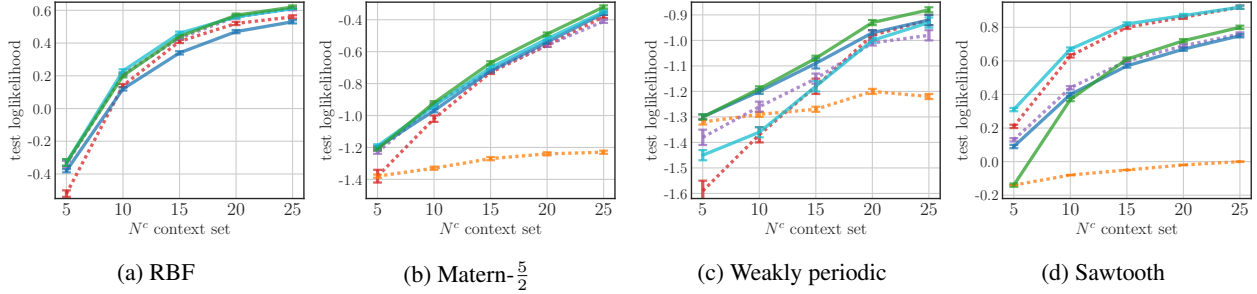 test loglikelihood
0.6
0.4
0.2
0.0
-0.2
-0.4
5 10 15 20 25
N^c context set
(a) RBF
test loglikelihood
-0.4
-0.6
-0.8
-1.0
-1.2
-1.4
5 10 15 20 25
N^c context set
(b) Matern-5/2
test loglikelihood
-0.9
-1.0
-1.1
-1.2
-1.3
-1.4
-1.5
-1.6
5 10 15 20 25
N^c context set
(c) Weakly periodic
test loglikelihood
0.8
0.6
0.4
0.2
0.0
-0.2
5 10 15 20 25
N^c context set
(d) Sawtooth